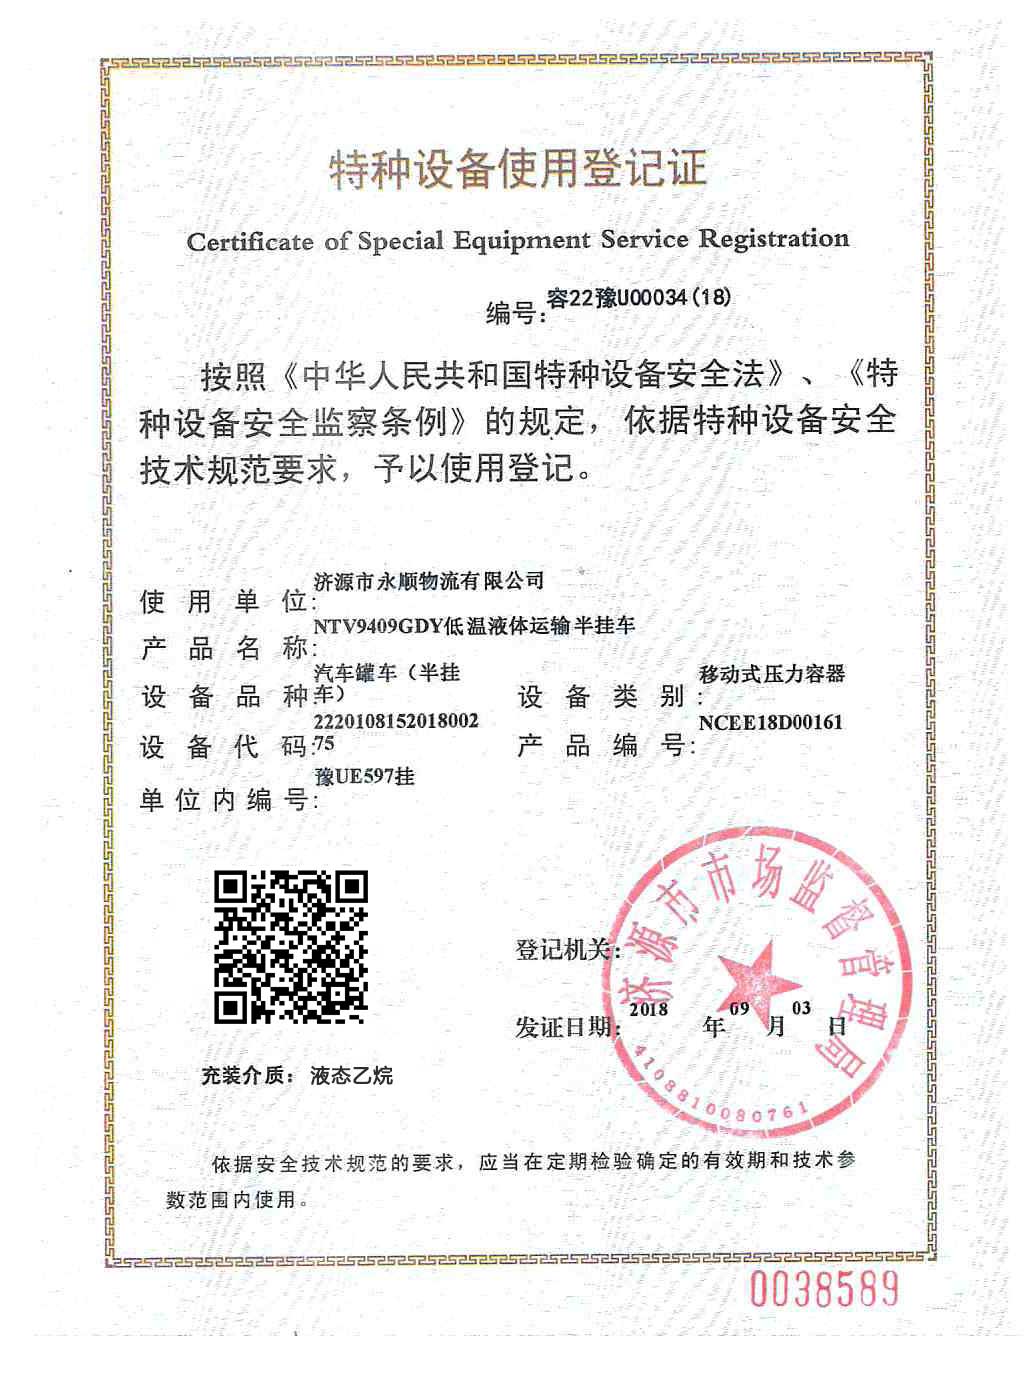 特种设备使用登记证
Certificate of Special Equipment Service Registration
编号:容22豫U00034(18)
按照《中华人民共和国特种设备安全法》、《特
种设备安全监察条例》的规定，依据特种设备安全
技术规范要求，予以使用登记。
使用单位:济源市永顺物流有限公司
产品名称:NTV9409GDY低温液体运输半挂车
设备品种:汽车罐车（半挂
车）
设备类别:移动式压力容器
设备代码:2220108152018002
75
产品编号:NCEE18D00161
单位内编号:豫UE597挂
登记机关:
济源市市场监督管理局
发证日期:2018年09月03日
4108810080761
充装介质：液态乙烷
依据安全技术规范的要求，应当在定期检验确定的有效期和技术参
数范围内使用。
0038589